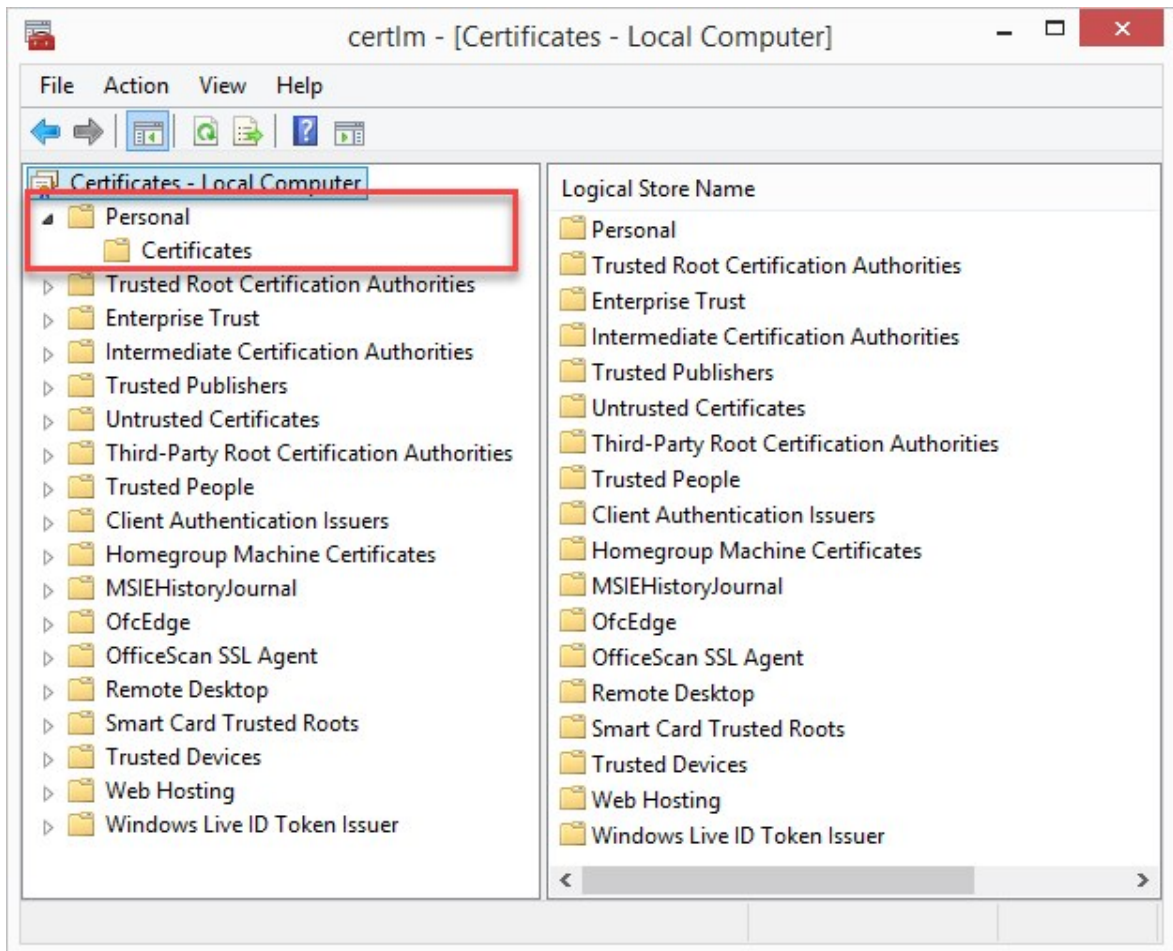 certlm - [Certificates - Local Computer]
File Action View Help
Certificates - Local Computer
Personal
Certificates
Trusted Root Certification Authorities
Enterprise Trust
Intermediate Certification Authorities
Trusted Publishers
Untrusted Certificates
Third-Party Root Certification Authorities
Trusted People
Client Authentication Issuers
Homegroup Machine Certificates
MSIEHistoryJournal
OfcEdge
OfficeScan SSL Agent
Remote Desktop
Smart Card Trusted Roots
Trusted Devices
Web Hosting
Windows Live ID Token Issuer
Logical Store Name
Personal
Trusted Root Certification Authorities
Enterprise Trust
Intermediate Certification Authorities
Trusted Publishers
Untrusted Certificates
Third-Party Root Certification Authorities
Trusted People
Client Authentication Issuers
Homegroup Machine Certificates
MSIEHistoryJournal
OfcEdge
OfficeScan SSL Agent
Remote Desktop
Smart Card Trusted Roots
Trusted Devices
Web Hosting
Windows Live ID Token Issuer